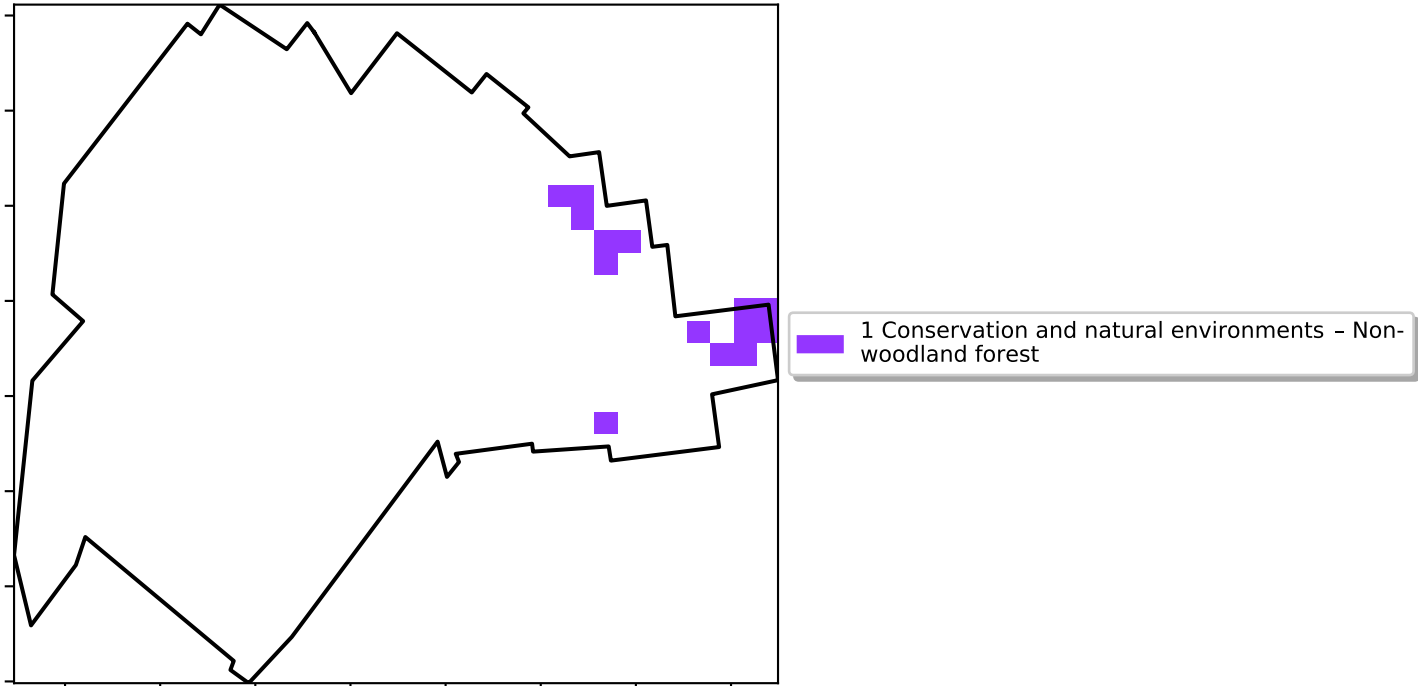 1 Conservation and natural environments – Non-
woodland forest